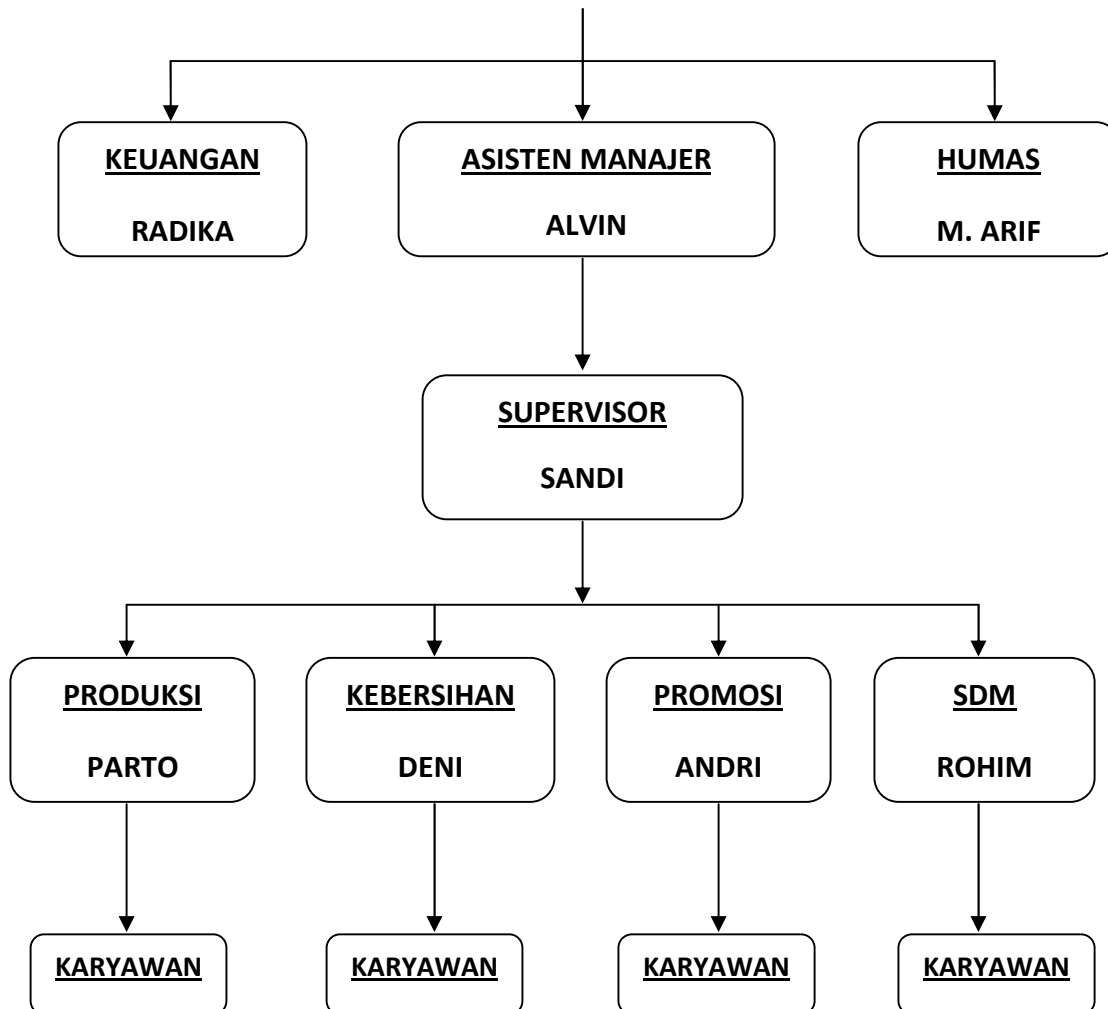 KEUANGAN
RADIKA
ASISTEN MANAJER
ALVIN
HUMAS
M. ARIF
SUPERVISOR
SANDI
PRODUKSI
PARTO
KEBERSIHAN
DENI
PROMOSI
ANDRI
SDM
ROHIM
KARYAWAN
KARYAWAN
KARYAWAN
KARYAWAN